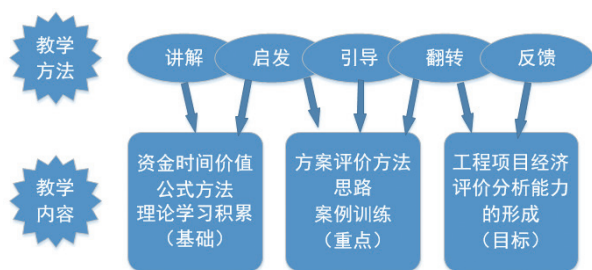 教学
方法
讲解
启发
引导
翻转
反馈
教学
内容
资金时间价值
公式方法
理论学习积累
（基础）
方案评价方法
思路
案例训练
（重点）
工程项目经济
评价分析能力
的形成
（目标）